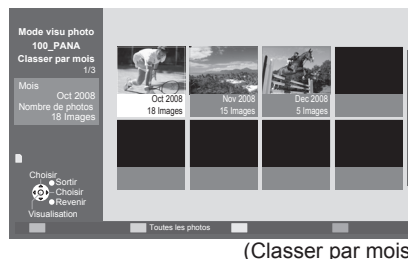 Mode visu photo
100_PANA
Classer par mois
1/3
Mois
Oct 2008
Nombre de photos
18 Images
Oct 2008
18 Images
Nov 2008
15 Images
Dec 2008
5 Images
Choisir
Sortir
Choisir
Revenir
Visualisation
Toutes les photos
(Classer par mois